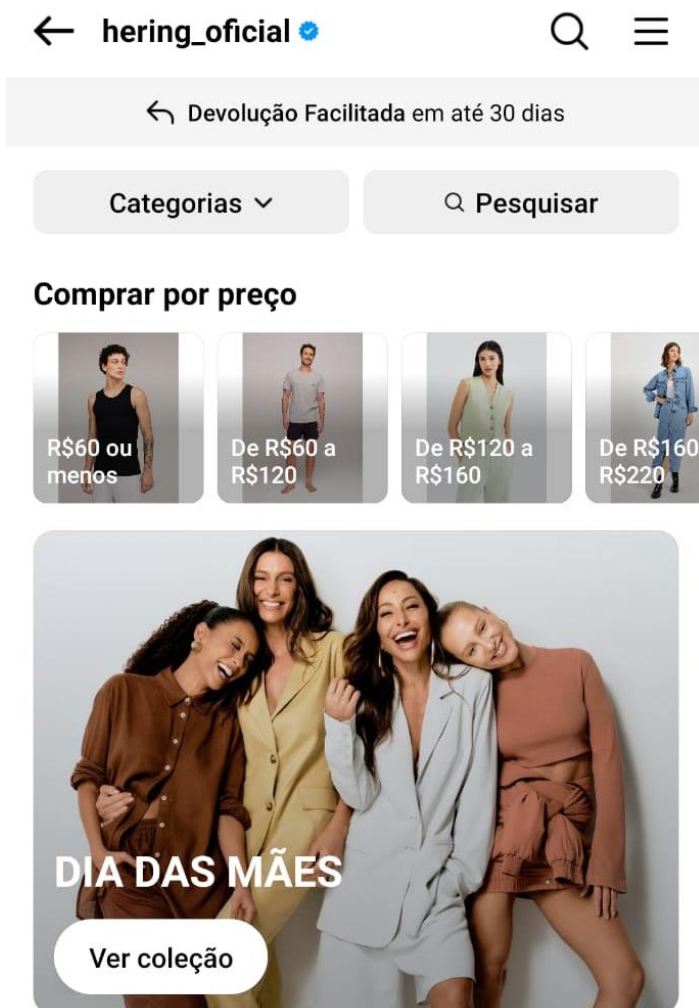 hering_oficial
Devolução Facilitada em até 30 dias
Categorias
Pesquisar
Comprar por preço
R$60 ou
menos
De R$60 a
R$120
De R$120 a
R$160
De R$160
R$220
DIA DAS MÃES
Ver coleção